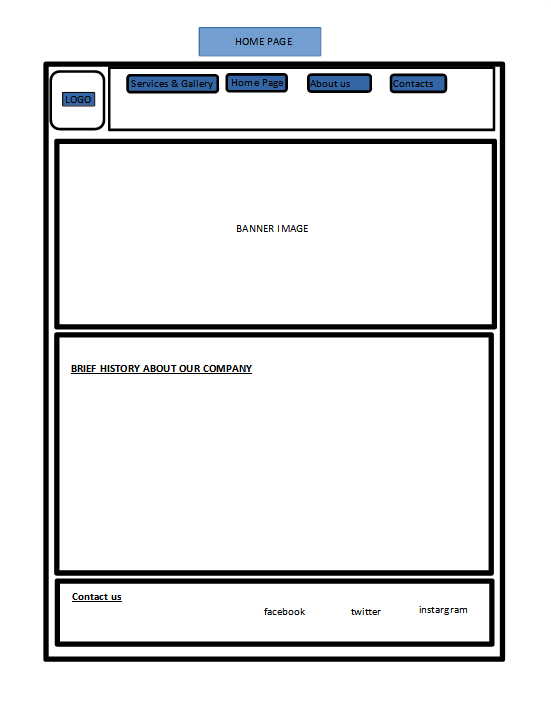 HOME PAGE
LOGO
Services & Gallery
Home Page
About us
Contacts
BANNER IMAGE
BRIEF HISTORY ABOUT OUR COMPANY
Contact us
facebook
twitter
instargram